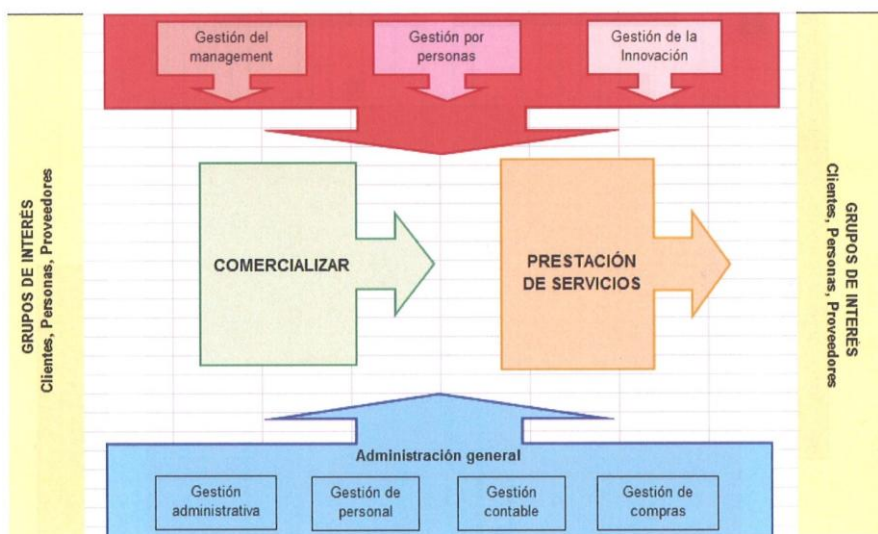 Gestión del
management
Gestión por
personas
Gestión de la
Innovación
GRUPOS DE INTERÉS
Clientes, Personas, Proveedores
COMERCIALIZAR
PRESTACIÓN
DE SERVICIOS
GRUPOS DE INTERÉS
Clientes, Personas, Proveedores
Administración general
Gestión
administrativa
Gestión de
personal
Gestión
contable
Gestión de
compras